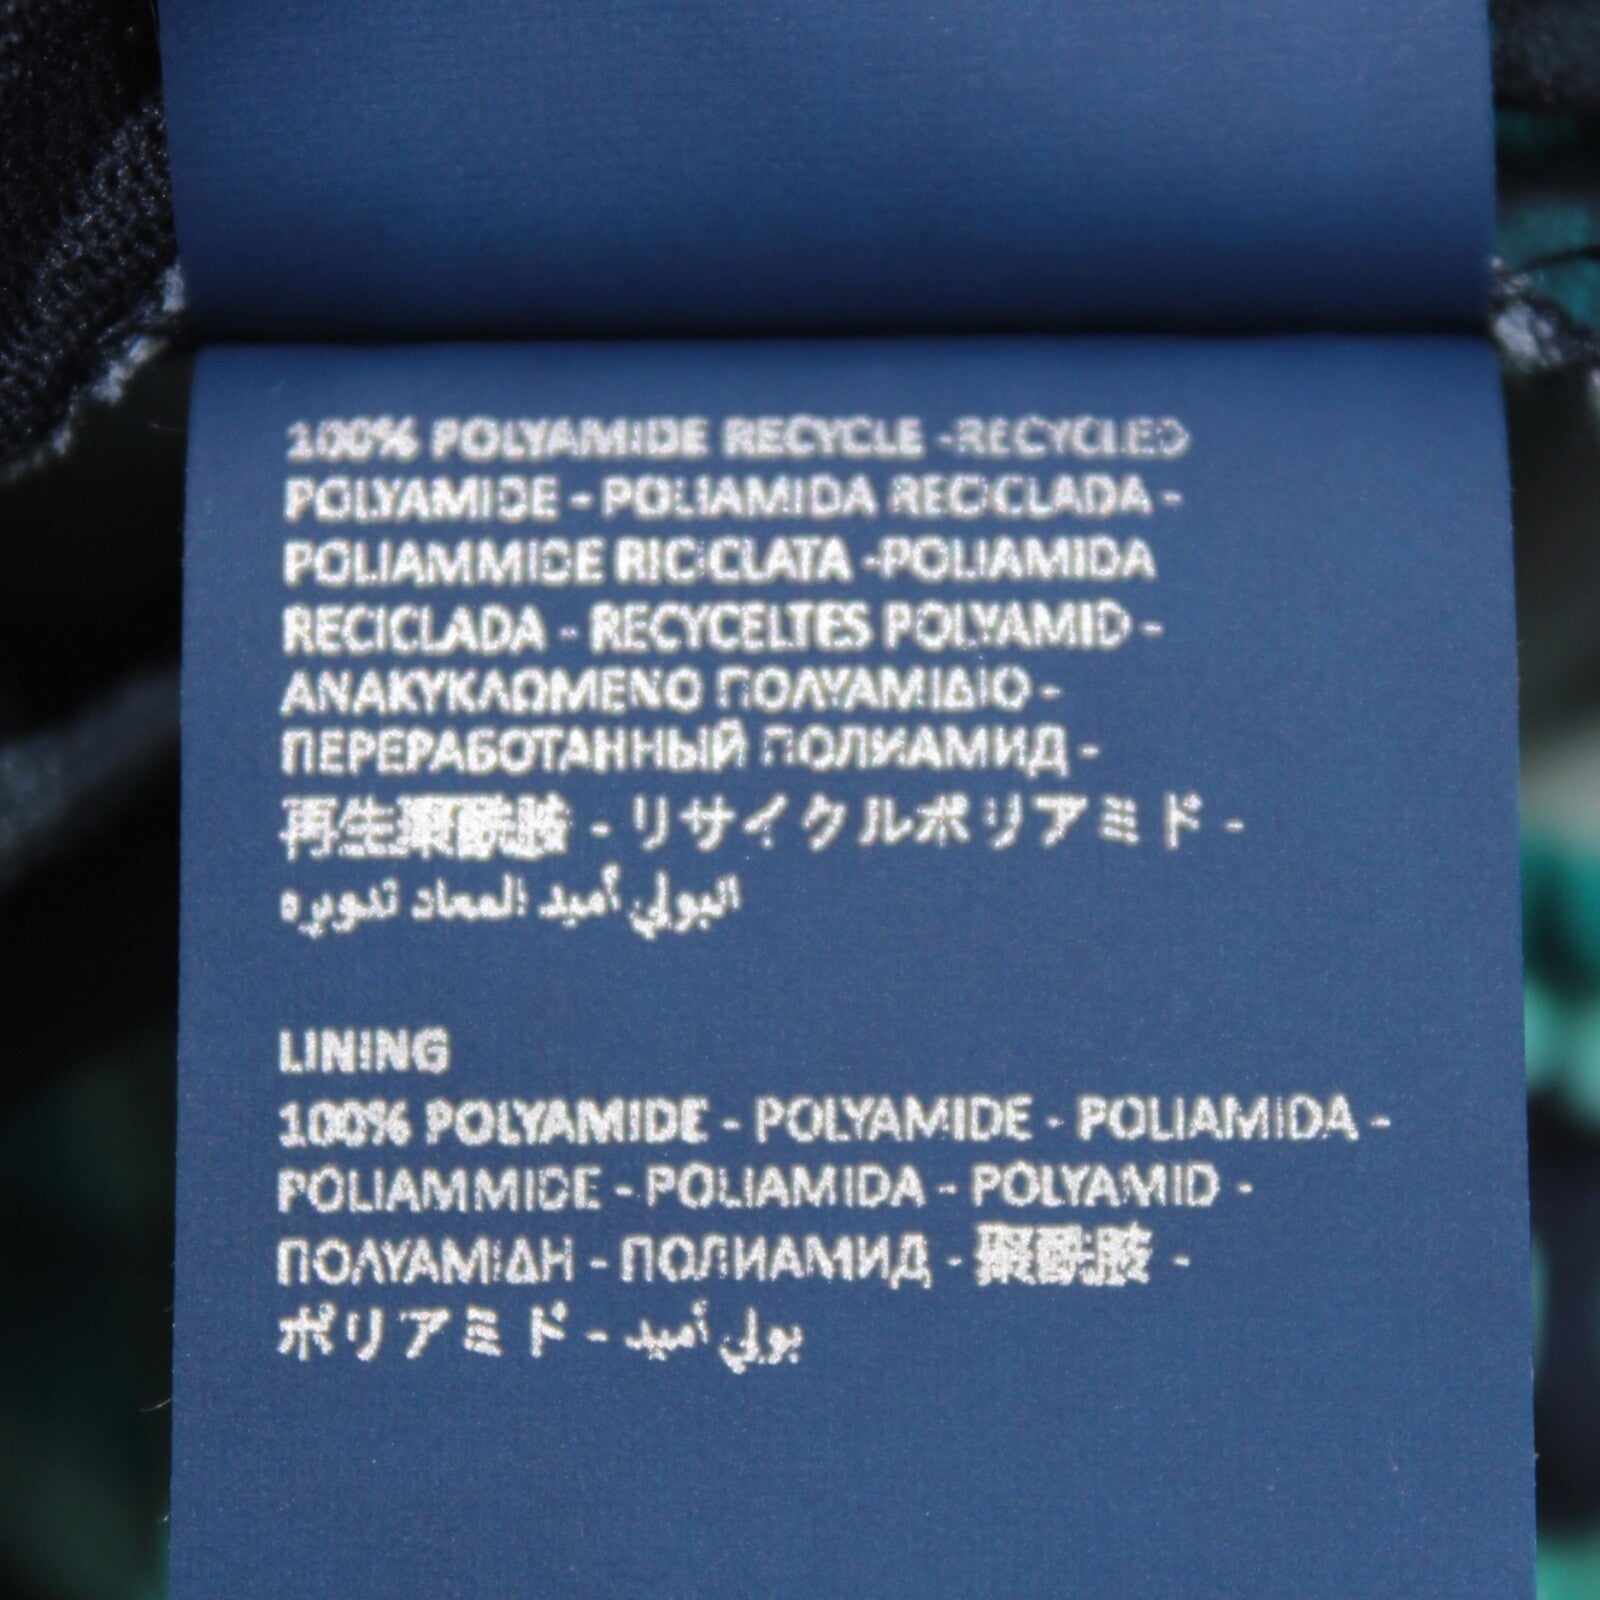 100% POLYAMIDE RECYCLE -RECYCLED
POLYAMIDE - POLIAMIDA RECICLADA -
POLIAMMIDE RICICLATA -POLIAMIDA
RECICLADA - RECYCELTES POLYAMID -
ΑΝΑΚΥΚΛΩΜΕΝΟ ΠΟΛΥΑΜΙΔΙΟ -
ПЕРЕРАБОТАННЫЙ ПОЛИАМИД -
再生聚酰胺 - リサイクルポリアミド -
البولي أميد المعاد تدويره
LINING
100% POLYAMIDE - POLYAMIDE - POLIAMIDA -
POLIAMMIDE - POLIAMIDA - POLYAMID -
ΠΟΛΥΑΜΙΔΗ - ПОЛИАМИД - 聚酰胺 -
ポリアミド - بولي أميد